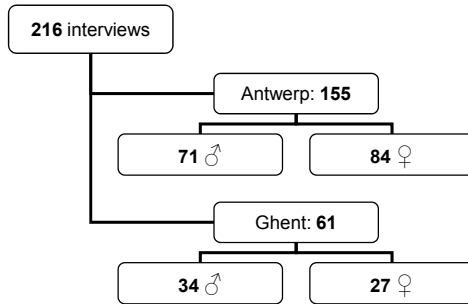 216 interviews
Antwerp: 155
71 ♂
84 ♀
Ghent: 61
34 ♂
27 ♀